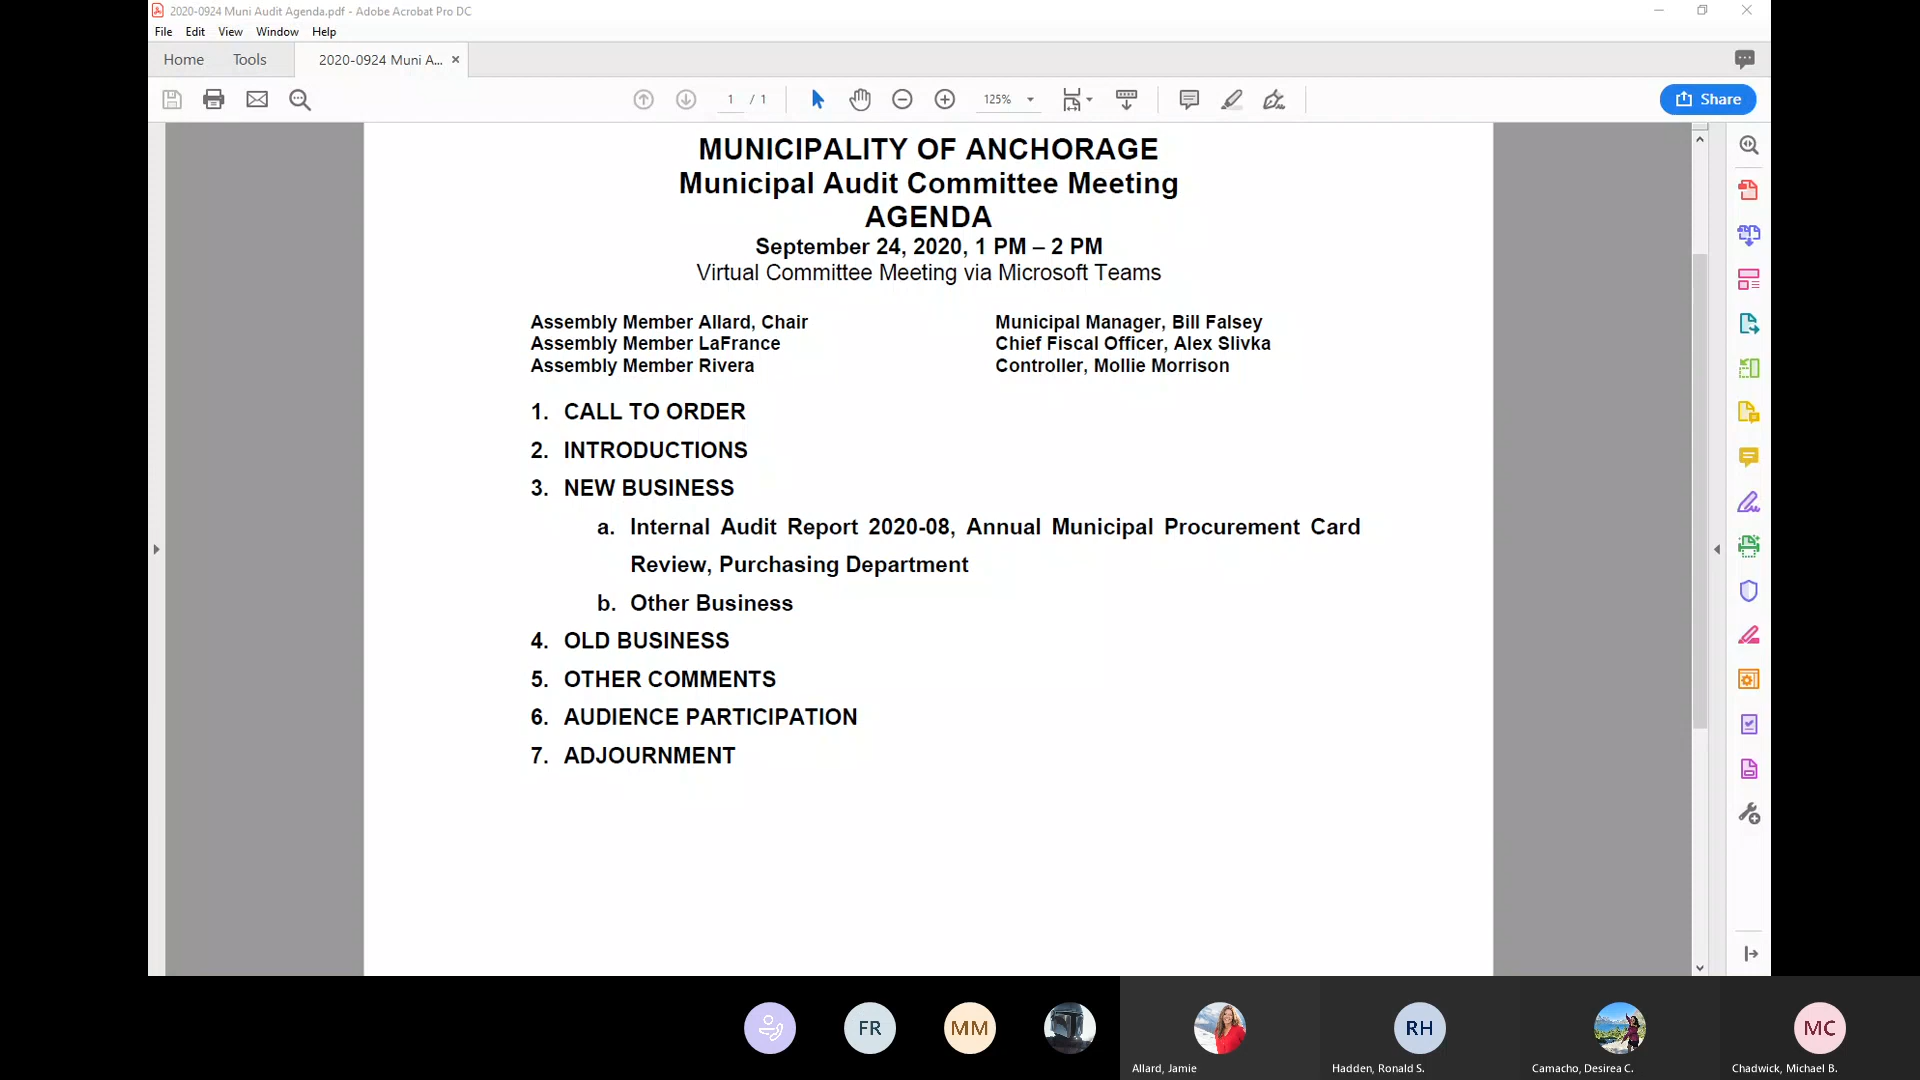 2020-0924 Muni Audit Agenda.pdf - Adobe Acrobat Pro DC
File Edit View Window Help
Home Tools 2020-0924 Muni A... ×
1 / 1 125% Share
MUNICIPALITY OF ANCHORAGE
Municipal Audit Committee Meeting
AGENDA
September 24, 2020, 1 PM – 2 PM
Virtual Committee Meeting via Microsoft Teams
Assembly Member Allard, Chair Municipal Manager, Bill Falsey
Assembly Member LaFrance Chief Fiscal Officer, Alex Slivka
Assembly Member Rivera Controller, Mollie Morrison
1. CALL TO ORDER
2. INTRODUCTIONS
3. NEW BUSINESS
a. Internal Audit Report 2020-08, Annual Municipal Procurement Card
Review, Purchasing Department
b. Other Business
4. OLD BUSINESS
5. OTHER COMMENTS
6. AUDIENCE PARTICIPATION
7. ADJOURNMENT
FR MM RH MC
Allard, Jamie Hadden, Ronald S. Camacho, Desirea C. Chadwick, Michael B.